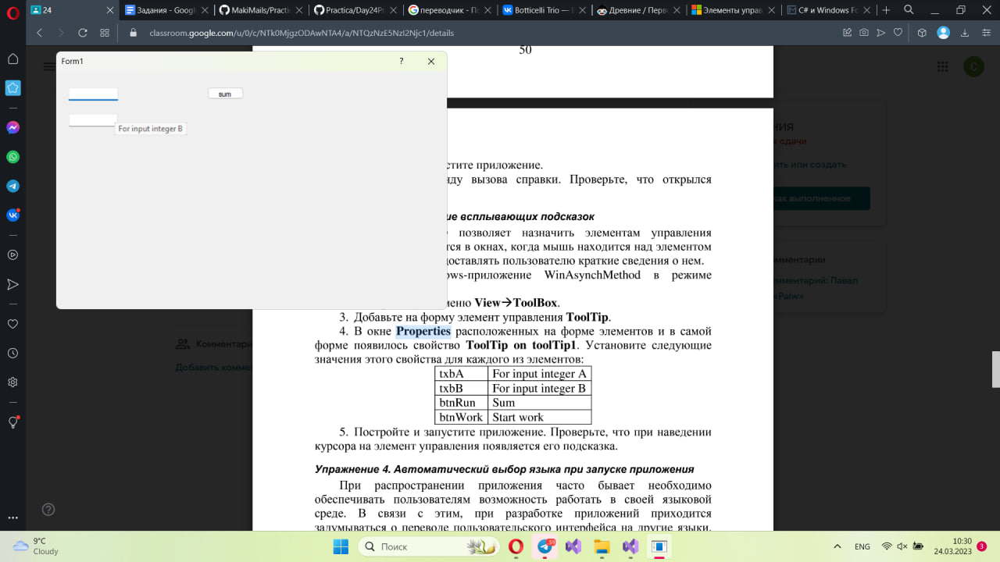 24
Задания - Goog
MakiMails/Practi
Practica/Day24Pr
переводчик - По
Botticelli Trio —
Древние / Перво
Элементы управ
C# и Windows Fo
classroom.google.com/u/0/c/NTk0MjgzODAwNTA4/a/NTQzNzE5NzI2Njc1/details
50
Form1
?
sum
For input integer B
С
ния
к сдачи
ить или создать
стите приложение.
нду вызова справки. Проверьте, что открылся
как выполненное
ие всплывающих подсказок
позволяет назначить элементам управления
тся в окнах, когда мышь находится над элементом
доставлять пользователю краткие сведения о нем.
ows-приложение WinAsynchMethod в режиме
мментарии
мментарий: Павел
«Palw»
меню View→ToolBox.
3. Добавьте на форму элемент управления ToolTip.
4. В окне Properties расположенных на форме элементов и в самой
форме появилось свойство ToolTip on toolTip1. Установите следующие
значения этого свойства для каждого из элементов:
Комментари
Добавить комме
txbA For input integer A
txbB For input integer B
btnRun Sum
btnWork Start work
5. Постройте и запустите приложение. Проверьте, что при наведении
курсора на элемент управления появляется его подсказка.
Упражнение 4. Автоматический выбор языка при запуске приложения
При распространении приложения часто бывает необходимо
обеспечивать пользователям возможность работать в своей языковой
среде. В связи с этим, при разработке приложений приходится
задумываться о переводе пользовательского интерфейса на другие языки.
9°C
Cloudy
Поиск
59
ENG
10:30
24.03.2023
3